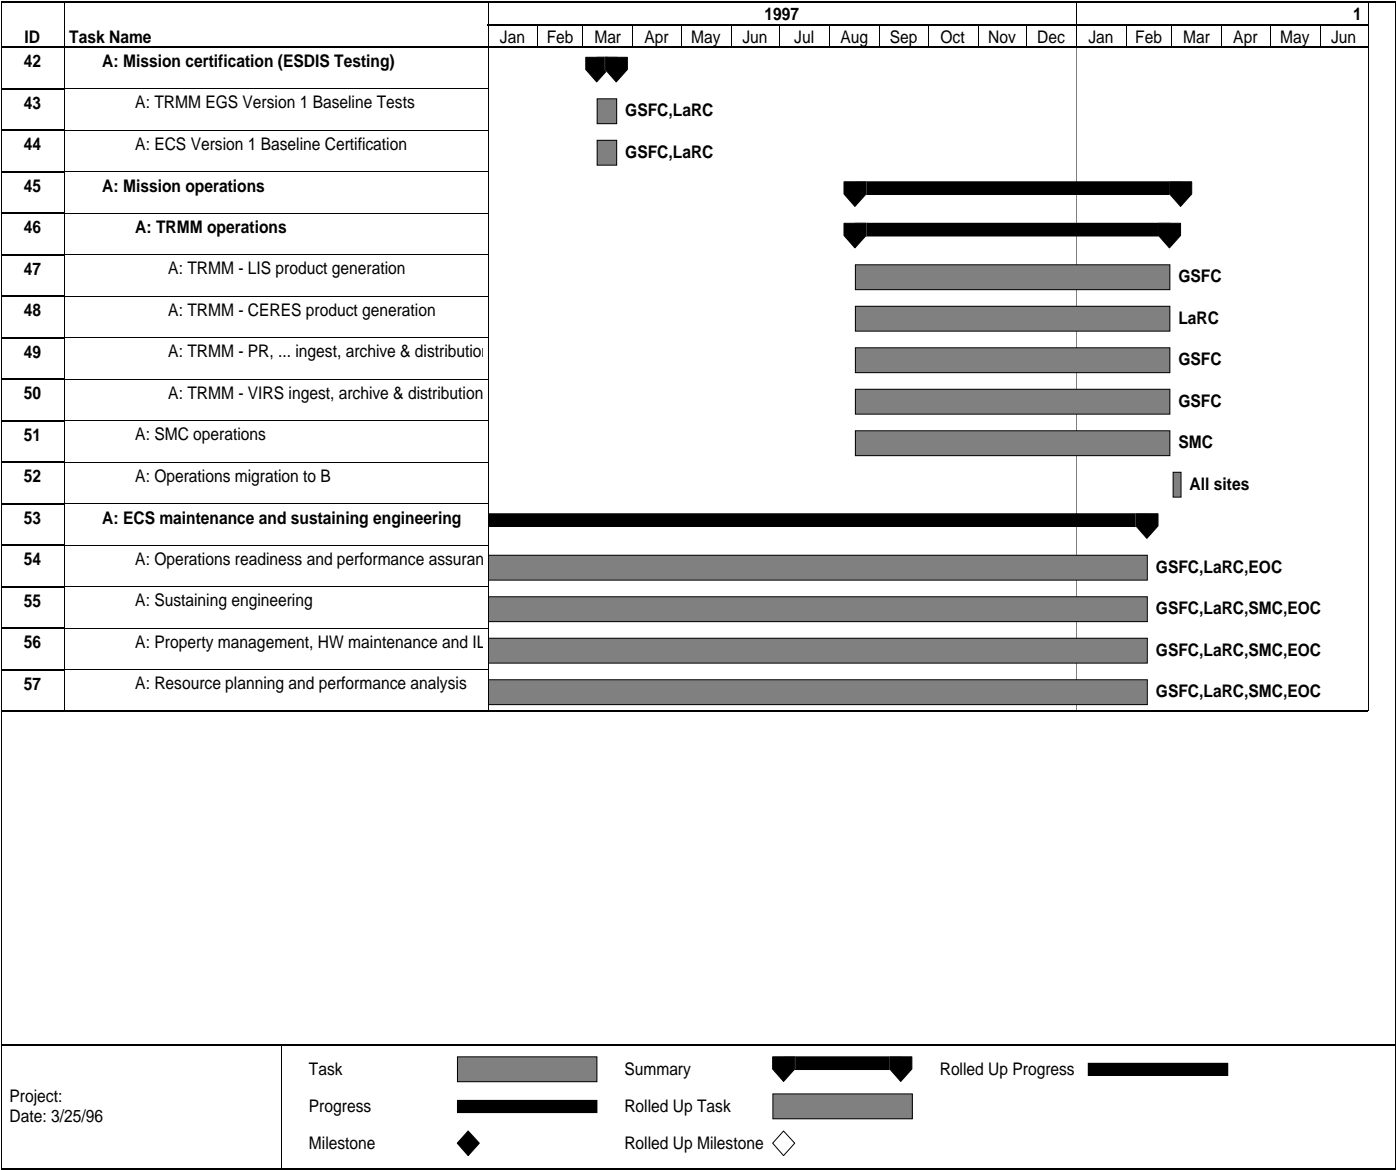 1997 1
ID Task Name Jan Feb Mar Apr May Jun Jul Aug Sep Oct Nov Dec Jan Feb Mar Apr May Jun
42 A: Mission certification (ESDIS Testing)
43 A: TRMM EGS Version 1 Baseline Tests GSFC,LaRC
44 A: ECS Version 1 Baseline Certification GSFC,LaRC
45 A: Mission operations
46 A: TRMM operations
47 A: TRMM - LIS product generation GSFC
48 A: TRMM - CERES product generation LaRC
49 A: TRMM - PR, ... ingest, archive & distributio GSFC
50 A: TRMM - VIRS ingest, archive & distribution GSFC
51 A: SMC operations SMC
52 A: Operations migration to B All sites
53 A: ECS maintenance and sustaining engineering
54 A: Operations readiness and performance assuran GSFC,LaRC,EOC
55 A: Sustaining engineering GSFC,LaRC,SMC,EOC
56 A: Property management, HW maintenance and IL GSFC,LaRC,SMC,EOC
57 A: Resource planning and performance analysis GSFC,LaRC,SMC,EOC
Project:
Date: 3/25/96
Task Summary Rolled Up Progress
Progress Rolled Up Task
Milestone Rolled Up Milestone